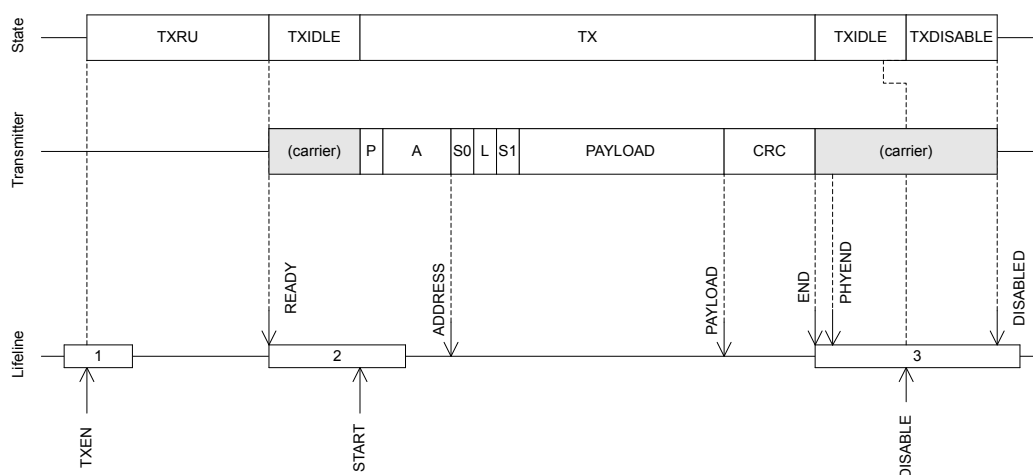 State
TXRU
TXIDLE
TX
TXIDLE
TXDISABLE
Transmitter
(carrier)
P
A
S0
L
S1
PAYLOAD
CRC
(carrier)
READY
ADDRESS
PAYLOAD
END
PHYEND
DISABLED
Lifeline
1
2
3
TXEN
START
DISABLE